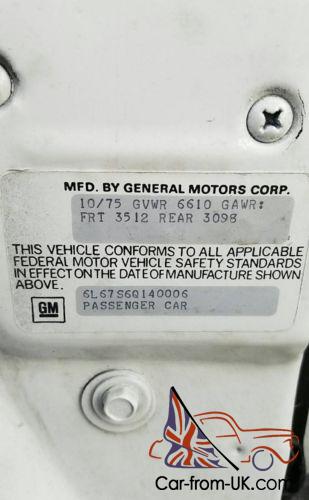 MFD. BY GENERAL MOTORS CORP.
10/75 GVWR 6610 GAWR:
FRT 3512 REAR 3098
THIS VEHICLE CONFORMS TO ALL APPLICABLE
FEDERAL MOTOR VEHICLE SAFETY STANDARDS
IN EFFECT ON THE DATE OF MANUFACTURE SHOWN
ABOVE.
6L67S6Q140006
PASSENGER CAR
GM
Car-from-UK.com